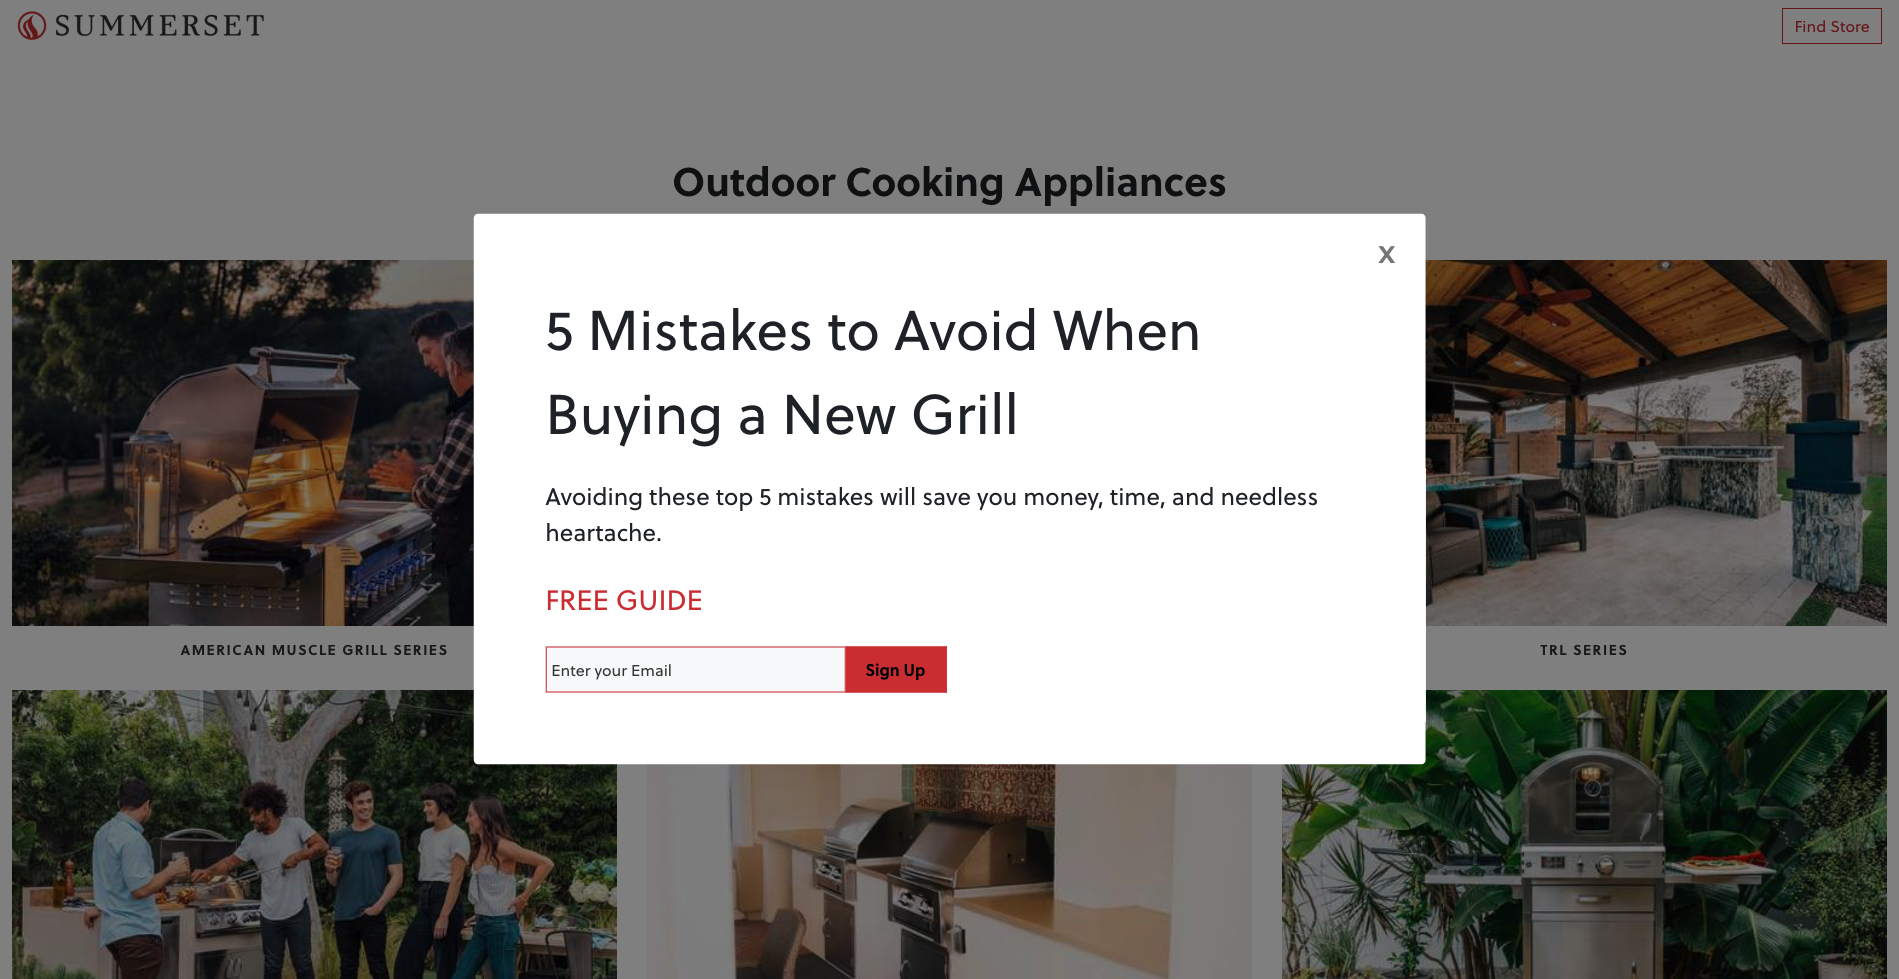 SUMMERSET
Find Store
Outdoor Cooking Appliances
X
5 Mistakes to Avoid When
Buying a New Grill
Avoiding these top 5 mistakes will save you money, time, and needless
heartache.
FREE GUIDE
Enter your Email
Sign Up
AMERICAN MUSCLE GRILL SERIES
TRL SERIES